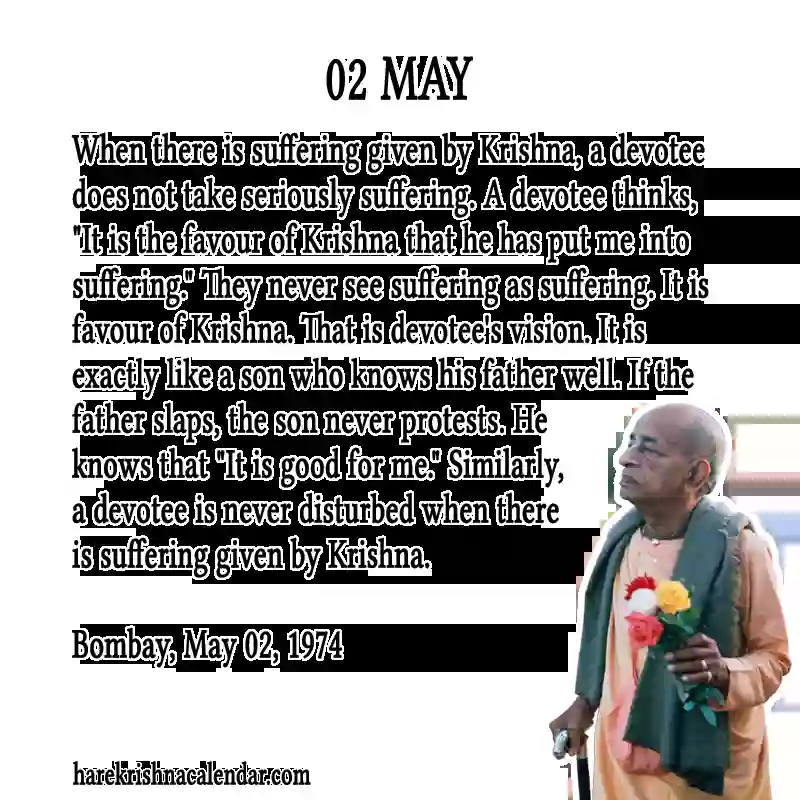 02 MAY
When there is suffering given by Krishna, a devotee
does not take seriously suffering. A devotee thinks,
"It is the favour of Krishna that he has put me into
suffering." They never see suffering as suffering. It is
favour of Krishna. That is devotee's vision. It is
exactly like a son who knows his father well. If the
father slaps, the son never protests. He
knows that "It is good for me." Similarly,
a devotee is never disturbed when there
is suffering given by Krishna.
Bombay, May 02, 1974
harekrishnacalendar.com